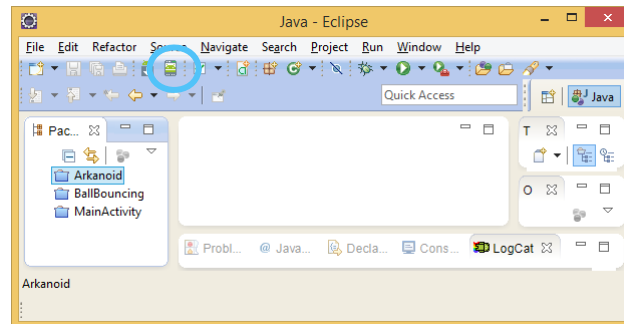 Java - Eclipse
File Edit Refactor Source Navigate Search Project Run Window Help
Quick Access
Java
Pac...
T
Arkanoid
BallBouncing
MainActivity
O
Probl... @ Java... Decla... Cons... LogCat
Arkanoid